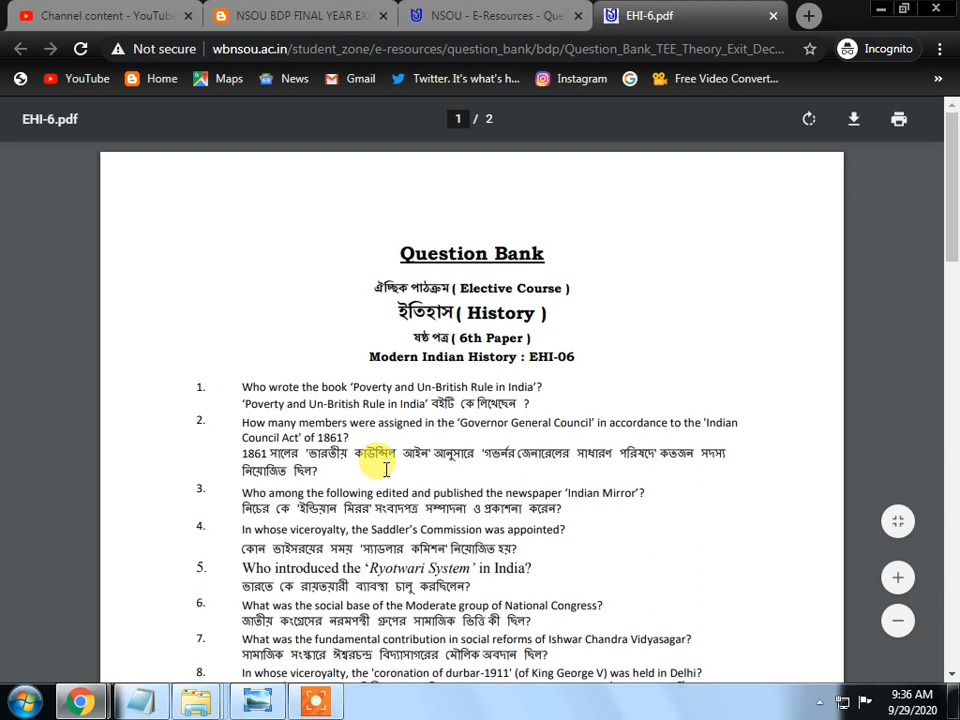 Channel content - YouTube
NSOU BDP FINAL YEAR EX
NSOU - E-Resources - Que
EHI-6.pdf
Not secure
wbnsou.ac.in/student_zone/e-resources/question_bank/bdp/Question_Bank_TEE_Theory_Exit_Dec...
Incognito
YouTube
Home
Maps
News
Gmail
Twitter. It's what's h...
Instagram
Free Video Convert...
»
EHI-6.pdf
1 / 2
Question Bank
ঐচ্ছিক পাঠক্রম ( Elective Course )
ইতিহাস ( History )
ষষ্ঠ পত্র ( 6th Paper )
Modern Indian History : EHI-06
1. Who wrote the book ‘Poverty and Un-British Rule in India’?
‘Poverty and Un-British Rule in India’ বইটি কে লিখেছেন ?
2. How many members were assigned in the ‘Governor General Council’ in accordance to the 'Indian
Council Act' of 1861?
1861 সালের 'ভারতীয় কাউন্সিল আইন' আনুসারে 'গভর্নর জেনারেলের সাধারণ পরিষদে' কতজন সদস্য
নিয়োজিত ছিল?
3. Who among the following edited and published the newspaper ‘Indian Mirror’?
নিচের কে 'ইন্ডিয়ান মিরর' সংবাদপত্র সম্পাদনা ও প্রকাশনা করেন?
4. In whose viceroyalty, the Saddler’s Commission was appointed?
কোন ভাইসরয়ের সময় 'স্যাডলার কমিশন' নিয়োজিত হয়?
5. Who introduced the ‘Ryotwari System’ in India?
ভারতে কে রায়তয়ারী ব্যাবস্থা চালু করছিলেন?
6. What was the social base of the Moderate group of National Congress?
জাতীয় কংগ্রেসের নরমপন্থী গ্রুপের সামাজিক ভিত্তি কী ছিল?
7. What was the fundamental contribution in social reforms of Ishwar Chandra Vidyasagar?
সামাজিক সংস্কারে ঈশ্বরচন্দ্র বিদ্যাসাগরের মৌলিক অবদান ছিল?
8. In whose viceroyalty, the 'coronation of durbar-1911' (of King George V) was held in Delhi?
9:36 AM
9/29/2020